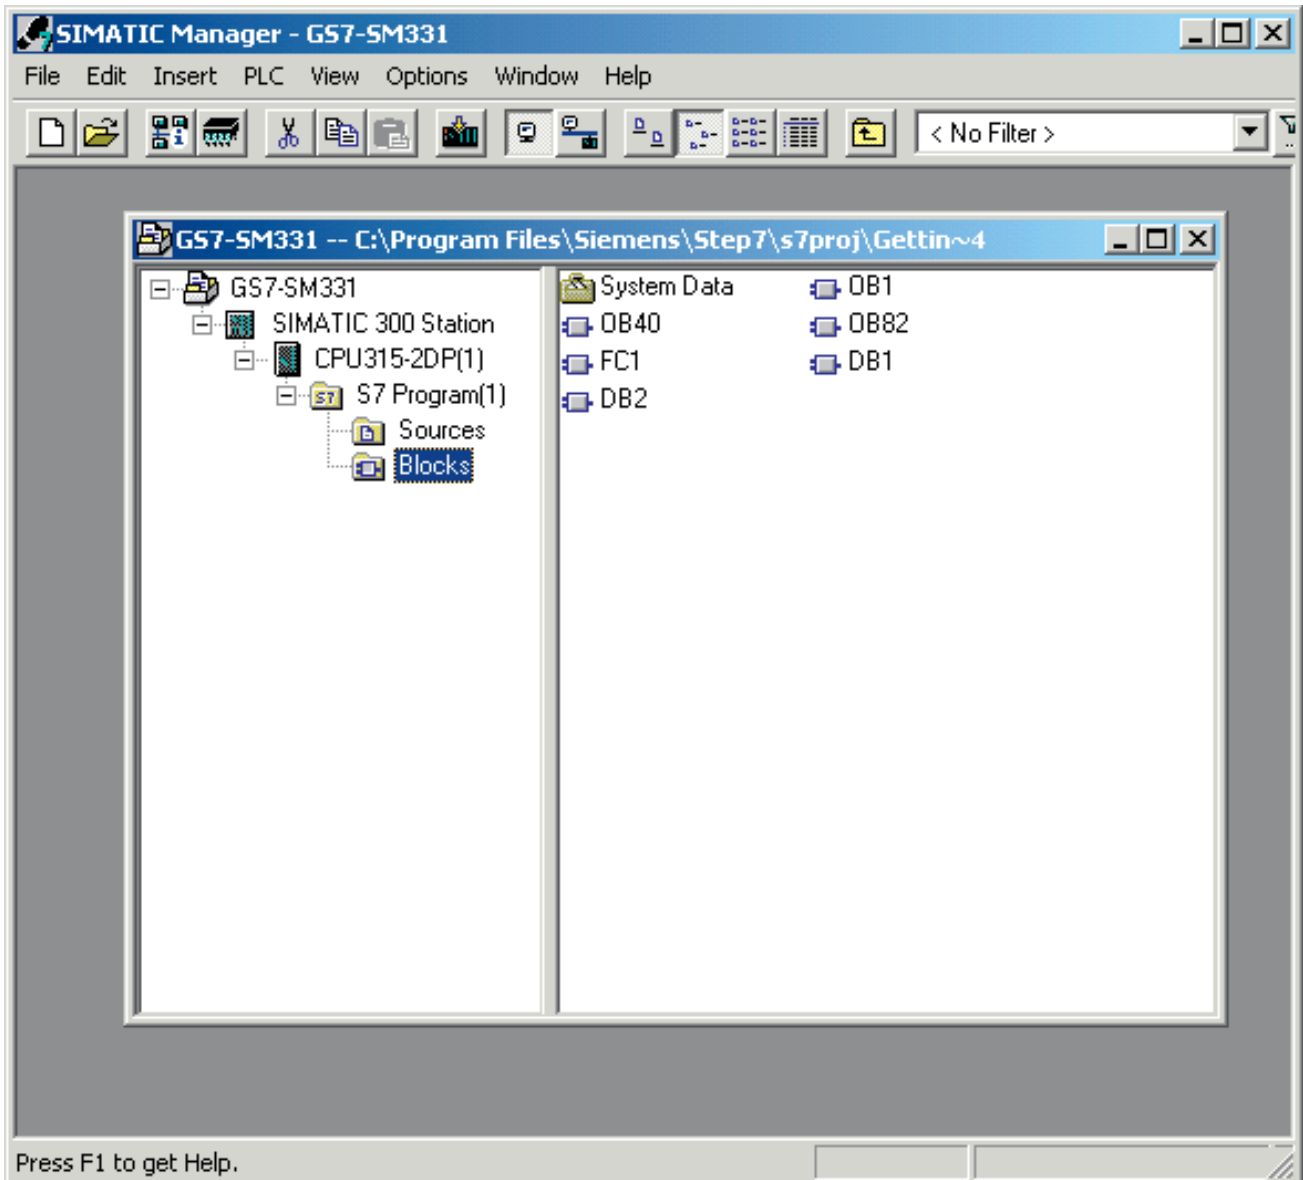 SIMATIC Manager - GS7-SM331
File Edit Insert PLC View Options Window Help
< No Filter >
GS7-SM331 -- C:\Program Files\Siemens\Step7\s7proj\Gettin~4
GS7-SM331
SIMATIC 300 Station
CPU315-2DP(1)
S7 Program(1)
Sources
Blocks
System Data OB1
OB40 OB82
FC1 DB1
DB2
Press F1 to get Help.